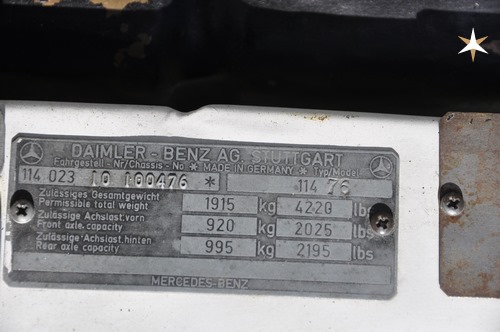 DAIMLER-BENZ AG. STUTTGART
Fahrgestell-Nr/Chassis-No * MADE IN GERMANY * Typ/Model
114 023 10 100476 * 114 76
Zulässiges Gesamtgewicht
Permissible total weight 1915 kg 4220 lbs
Zulässige Achslast.vorn
Front axle capacity 920 kg 2025 lbs
Zulässige Achslast.hinten
Rear axle capacity 995 kg 2195 lbs
MERCEDES-BENZ